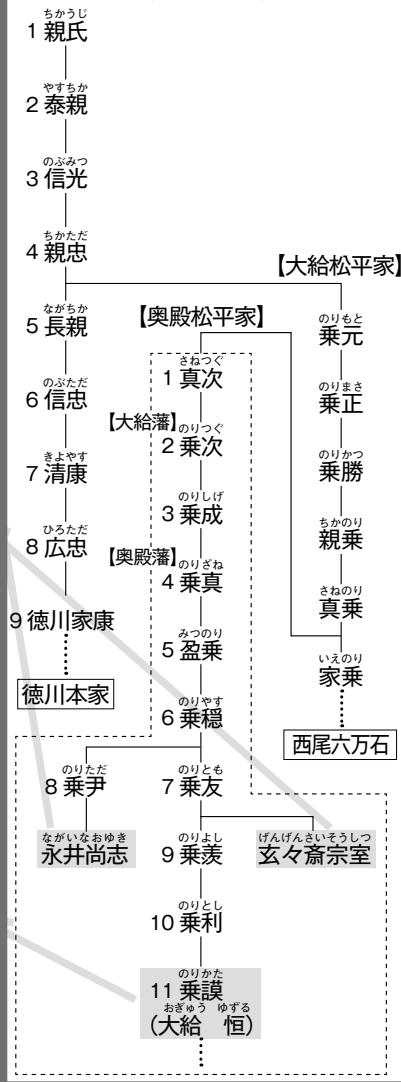 ちかうじ
1 親氏
やすちか
2 泰親
のぶみつ
3 信光
ちかただ
4 親忠
ながちか
5 長親
のぶただ
6 信忠
きよやす
7 清康
ひろただ
8 広忠
9 徳川家康
徳川本家
【大給松平家】
のりもと
乗元
のりまさ
乗正
のりかつ
乗勝
ちかのり
親乗
さねのり
真乗
いえのり
家乗
西尾六万石
【奥殿松平家】
さねつぐ
1 真次
【大給藩】
のりつぐ
2 乗次
のりしげ
3 乗成
【奥殿藩】
のりざね
4 乗真
みつのり
5 盈乗
のりやす
6 乗穏
のりただ
8 乗尹
ながいなおゆき
永井尚志
のりとも
7 乗友
のりよし
9 乗羨
げんげんさいそうしつ
玄々斎宗室
のりとし
10 乗利
のりかた
11 乗謨
おぎゅう ゆずる
(大給 恒)